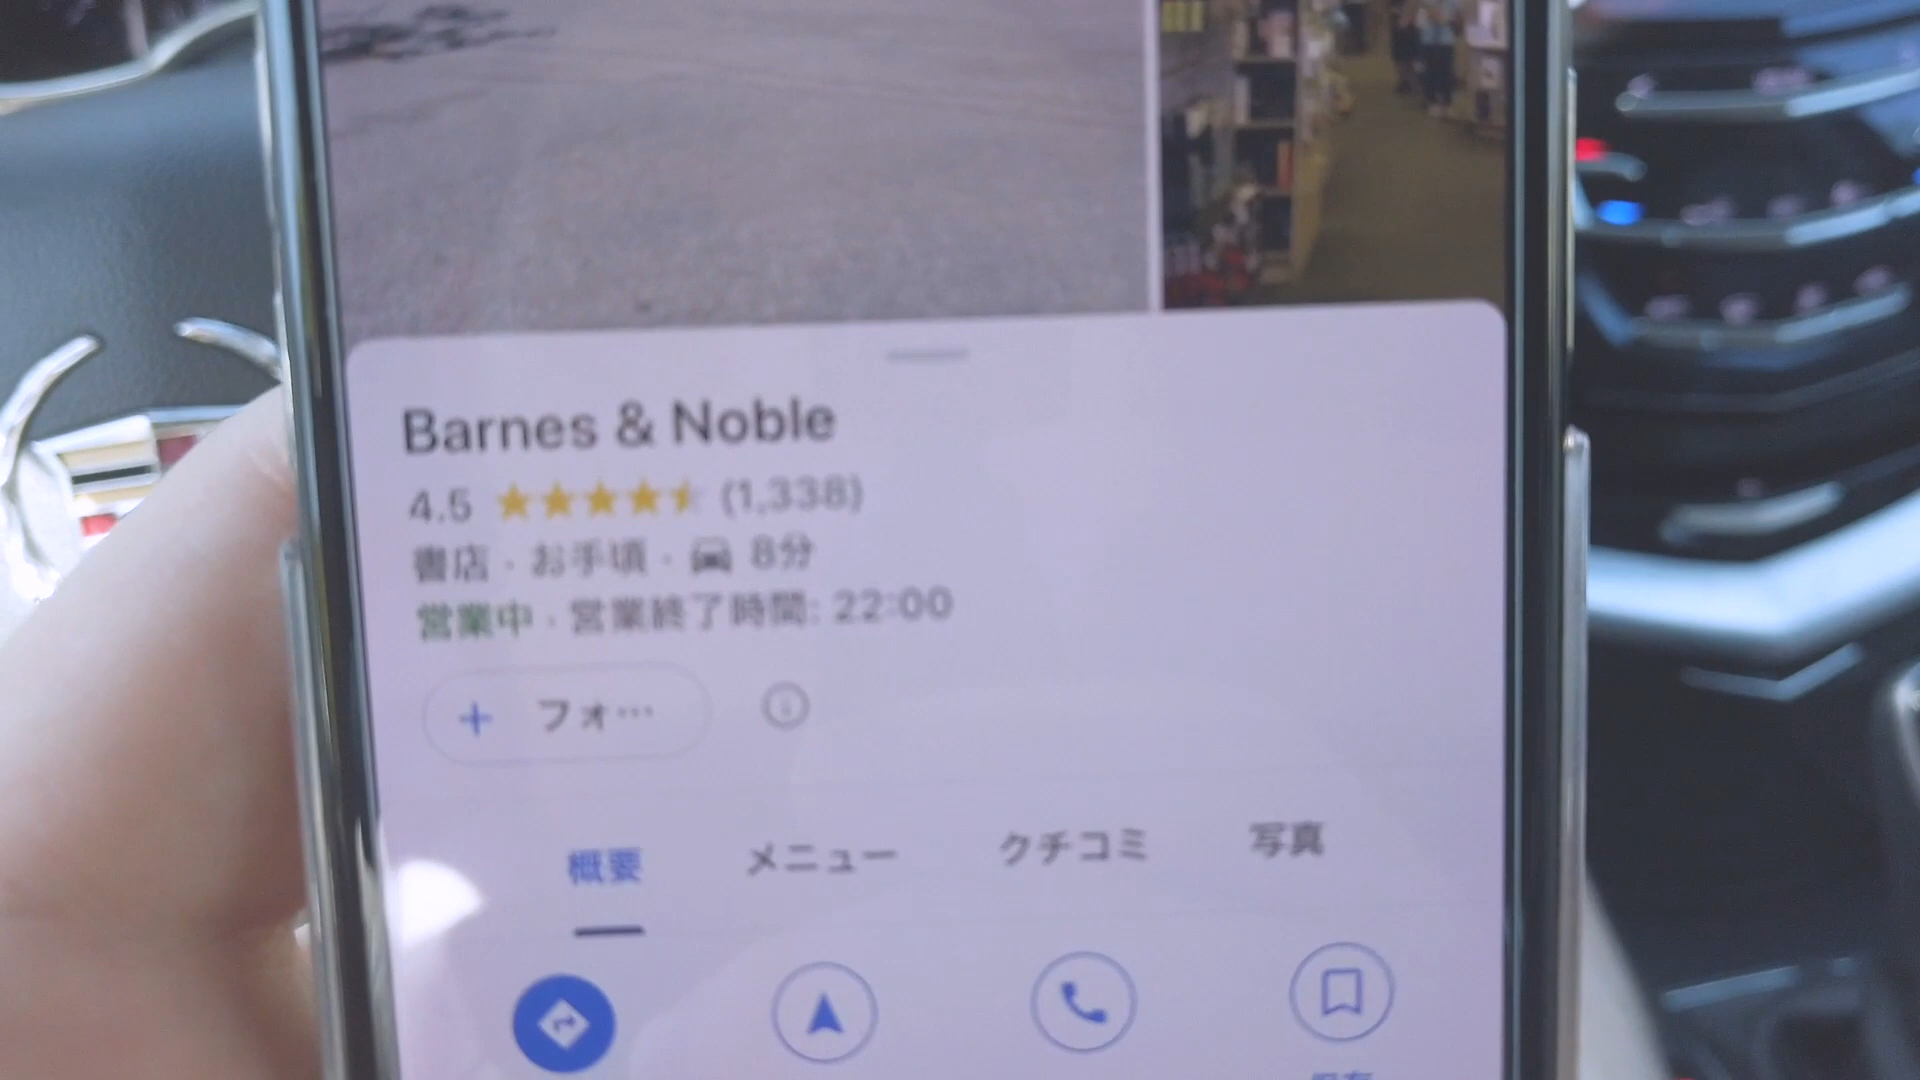 Barnes & Noble
4.5 (1,338)
書店 · お手頃 · 8分
営業中 · 営業終了時間: 22:00
+ フォ…
概要 メニュー クチコミ 写真
保存